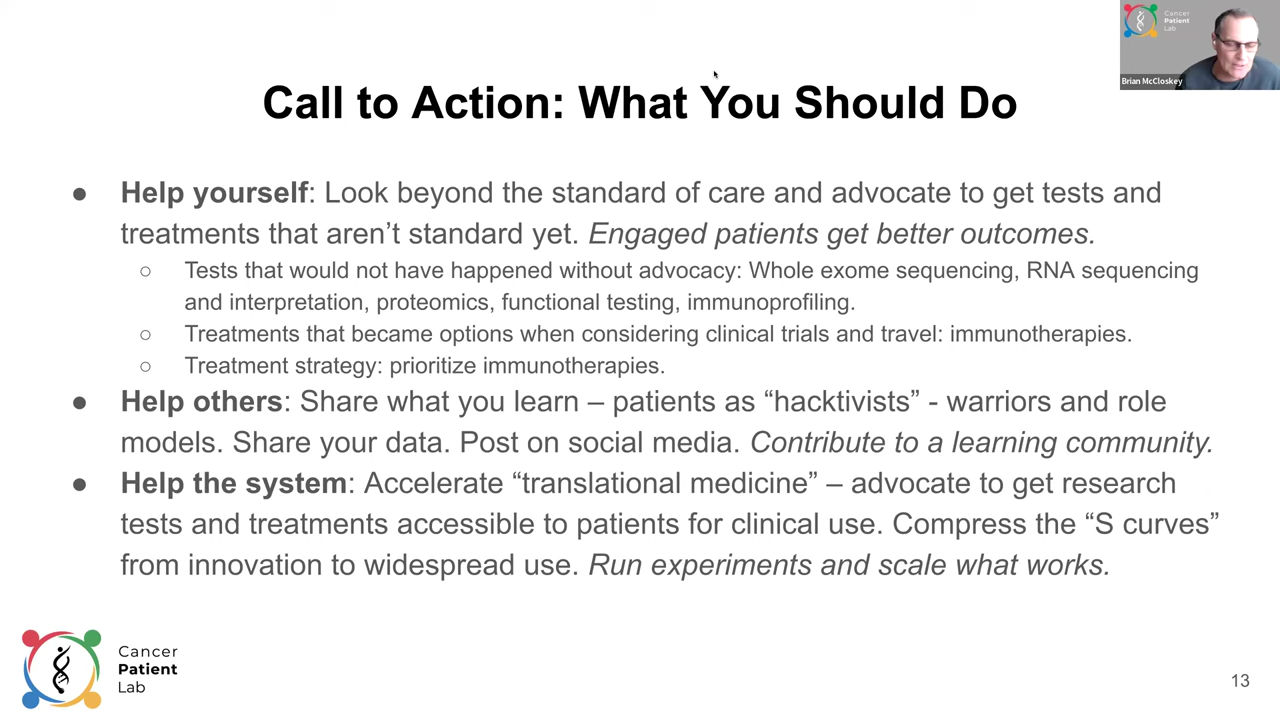 Cancer
Patient
Lab
Brian McCloskey
Call to Action: What You Should Do
● Help yourself: Look beyond the standard of care and advocate to get tests and
treatments that aren’t standard yet. Engaged patients get better outcomes.
○ Tests that would not have happened without advocacy: Whole exome sequencing, RNA sequencing
and interpretation, proteomics, functional testing, immunoprofiling.
○ Treatments that became options when considering clinical trials and travel: immunotherapies.
○ Treatment strategy: prioritize immunotherapies.
● Help others: Share what you learn – patients as “hacktivists” - warriors and role
models. Share your data. Post on social media. Contribute to a learning community.
● Help the system: Accelerate “translational medicine” – advocate to get research
tests and treatments accessible to patients for clinical use. Compress the “S curves”
from innovation to widespread use. Run experiments and scale what works.
Cancer
Patient
Lab
13